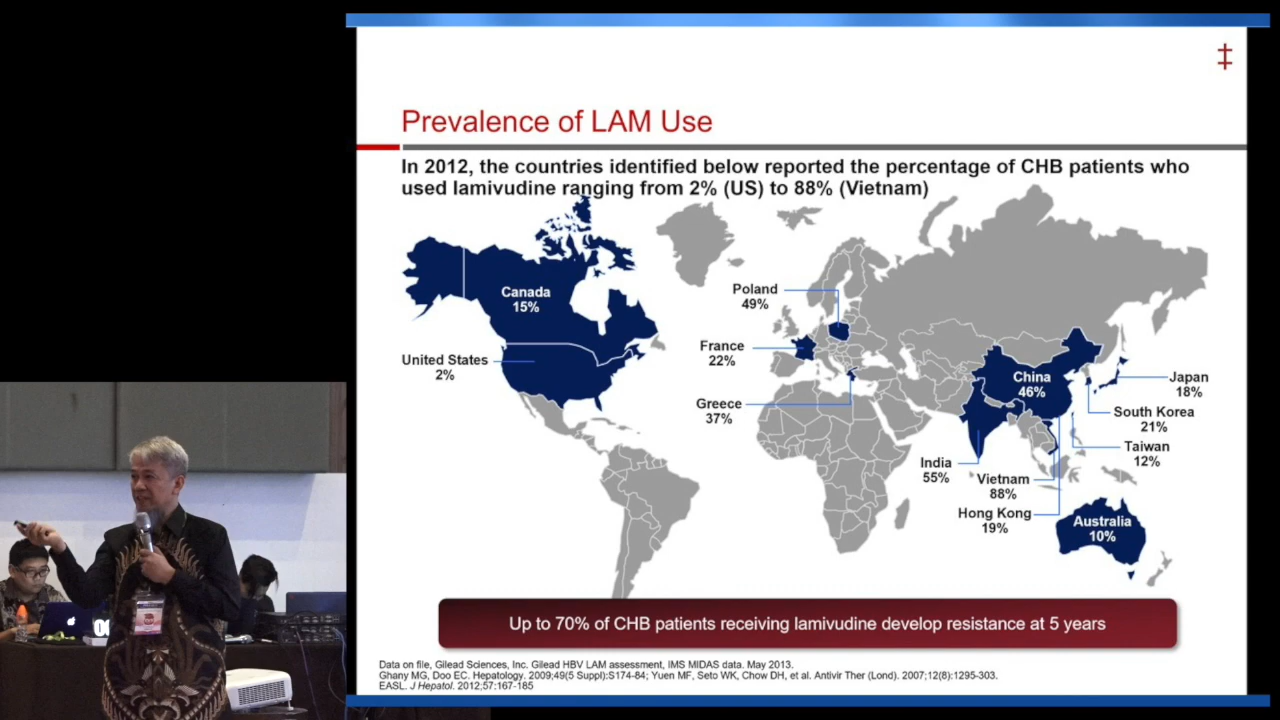 ‡
Prevalence of LAM Use
In 2012, the countries identified below reported the percentage of CHB patients who
used lamivudine ranging from 2% (US) to 88% (Vietnam)
Canada
15%
United States
2%
Poland
49%
France
22%
Greece
37%
China
46%
Japan
18%
South Korea
21%
Taiwan
12%
India
55%
Vietnam
88%
Hong Kong
19%
Australia
10%
Up to 70% of CHB patients receiving lamivudine develop resistance at 5 years
Data on file, Gilead Sciences, Inc. Gilead HBV LAM assessment, IMS MIDAS data. May 2013.
Ghany MG, Doo EC. Hepatology. 2009;49(5 Suppl):S174-84; Yuen MF, Seto WK, Chow DH, et al. Antivir Ther (Lond). 2007;12(8):1295-303.
EASL. J Hepatol. 2012;57:167-185